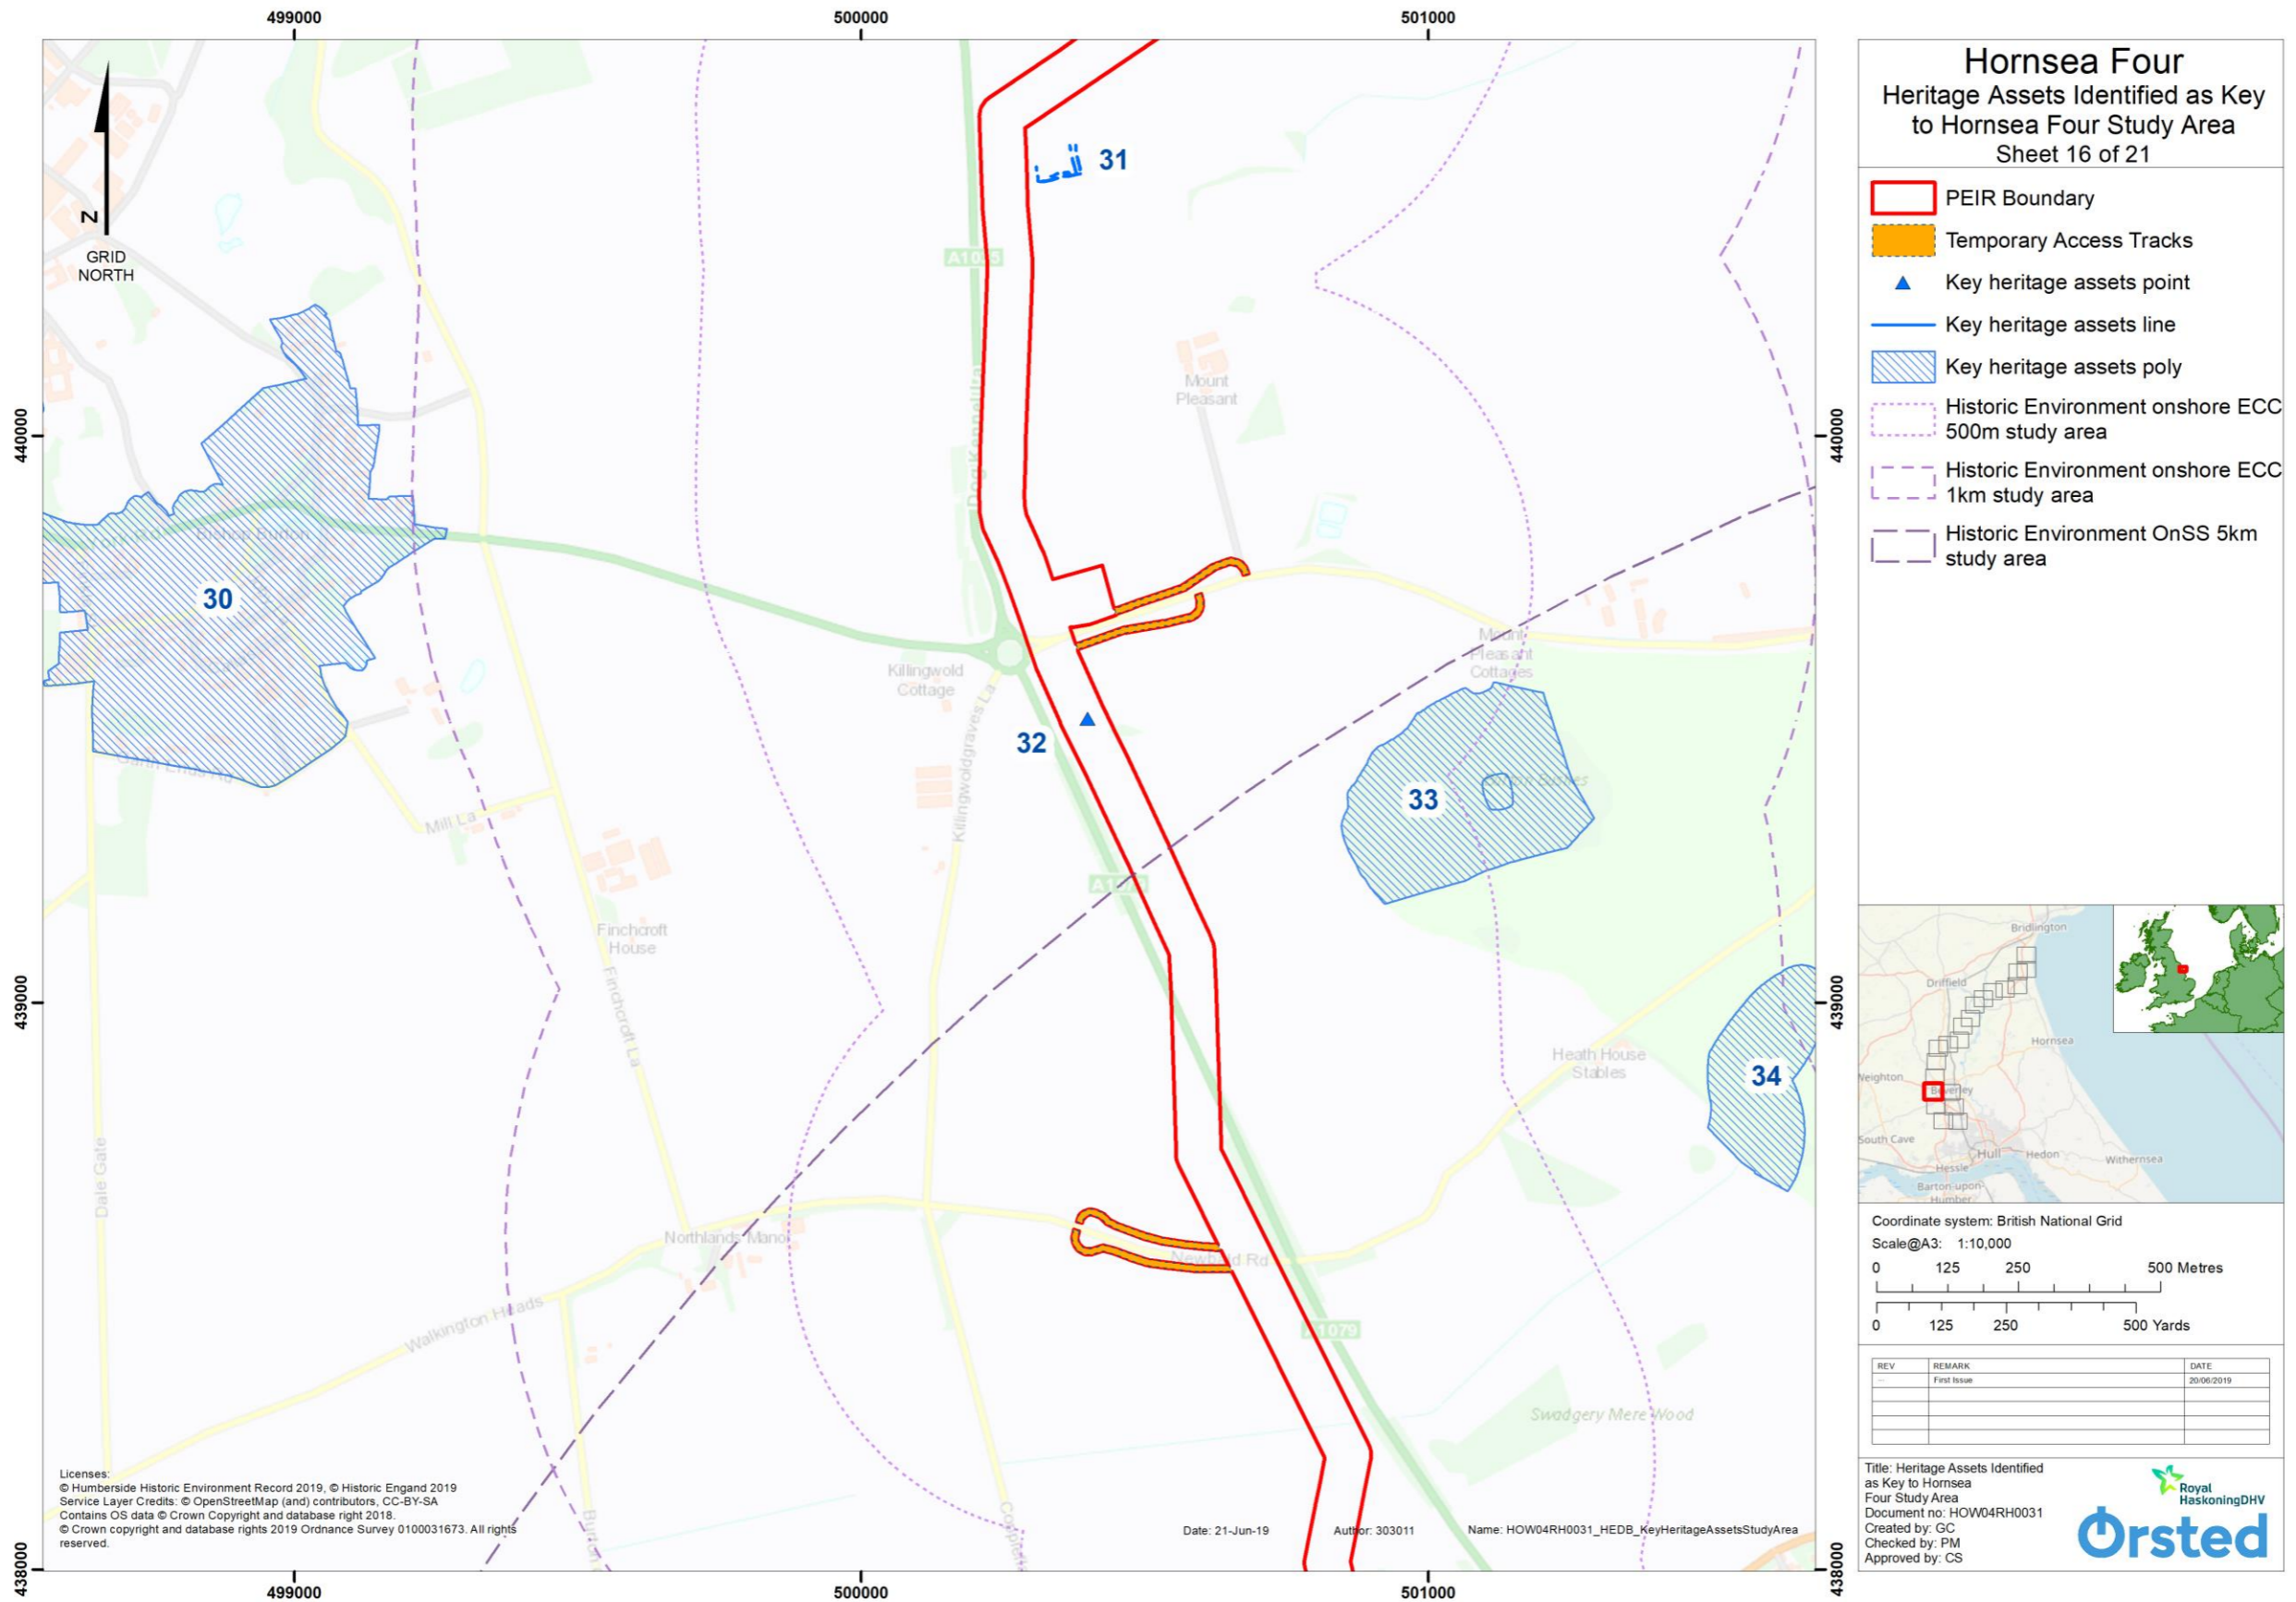 499000
500000
501000
440000
439000
438000
440000
439000
438000
499000
500000
501000
N
GRID
NORTH
31
A1035
Mount
Pleasant
Bishop Burton
30
Killingwold
Cottage
Killingwoldgraves La
32
Mount
Pleasant
Cottages
33
Mill La
A1079
Finchcroft
House
Finchcroft La
Heath House
Stables
34
Dale Gate
Northlands Manor
Newbald Rd
Walkington Heads
A1079
Swadgery Mere Wood
Burton
Licenses:
© Humberside Historic Environment Record 2019, © Historic Engand 2019
Service Layer Credits: © OpenStreetMap (and) contributors, CC-BY-SA
Contains OS data © Crown Copyright and database right 2018.
© Crown copyright and database rights 2019 Ordnance Survey 0100031673. All rights
reserved.
Date: 21-Jun-19
Author: 303011
Name: HOW04RH0031_HEDB_KeyHeritageAssetsStudyArea
Hornsea Four
Heritage Assets Identified as Key
to Hornsea Four Study Area
Sheet 16 of 21
PEIR Boundary
Temporary Access Tracks
Key heritage assets point
Key heritage assets line
Key heritage assets poly
Historic Environment onshore ECC
500m study area
Historic Environment onshore ECC
1km study area
Historic Environment OnSS 5km
study area
Bridlington
Driffield
Hornsea
Weighton
Beverley
South Cave
Hull
Hedon
Withernsea
Hessle
Barton-upon-
Humber
Coordinate system: British National Grid
Scale@A3: 1:10,000
0 125 250 500 Metres
0 125 250 500 Yards
REV REMARK DATE
-- First Issue 20/06/2019
Title: Heritage Assets Identified
as Key to Hornsea
Four Study Area
Document no: HOW04RH0031
Created by: GC
Checked by: PM
Approved by: CS
Royal
HaskoningDHV
Ørsted